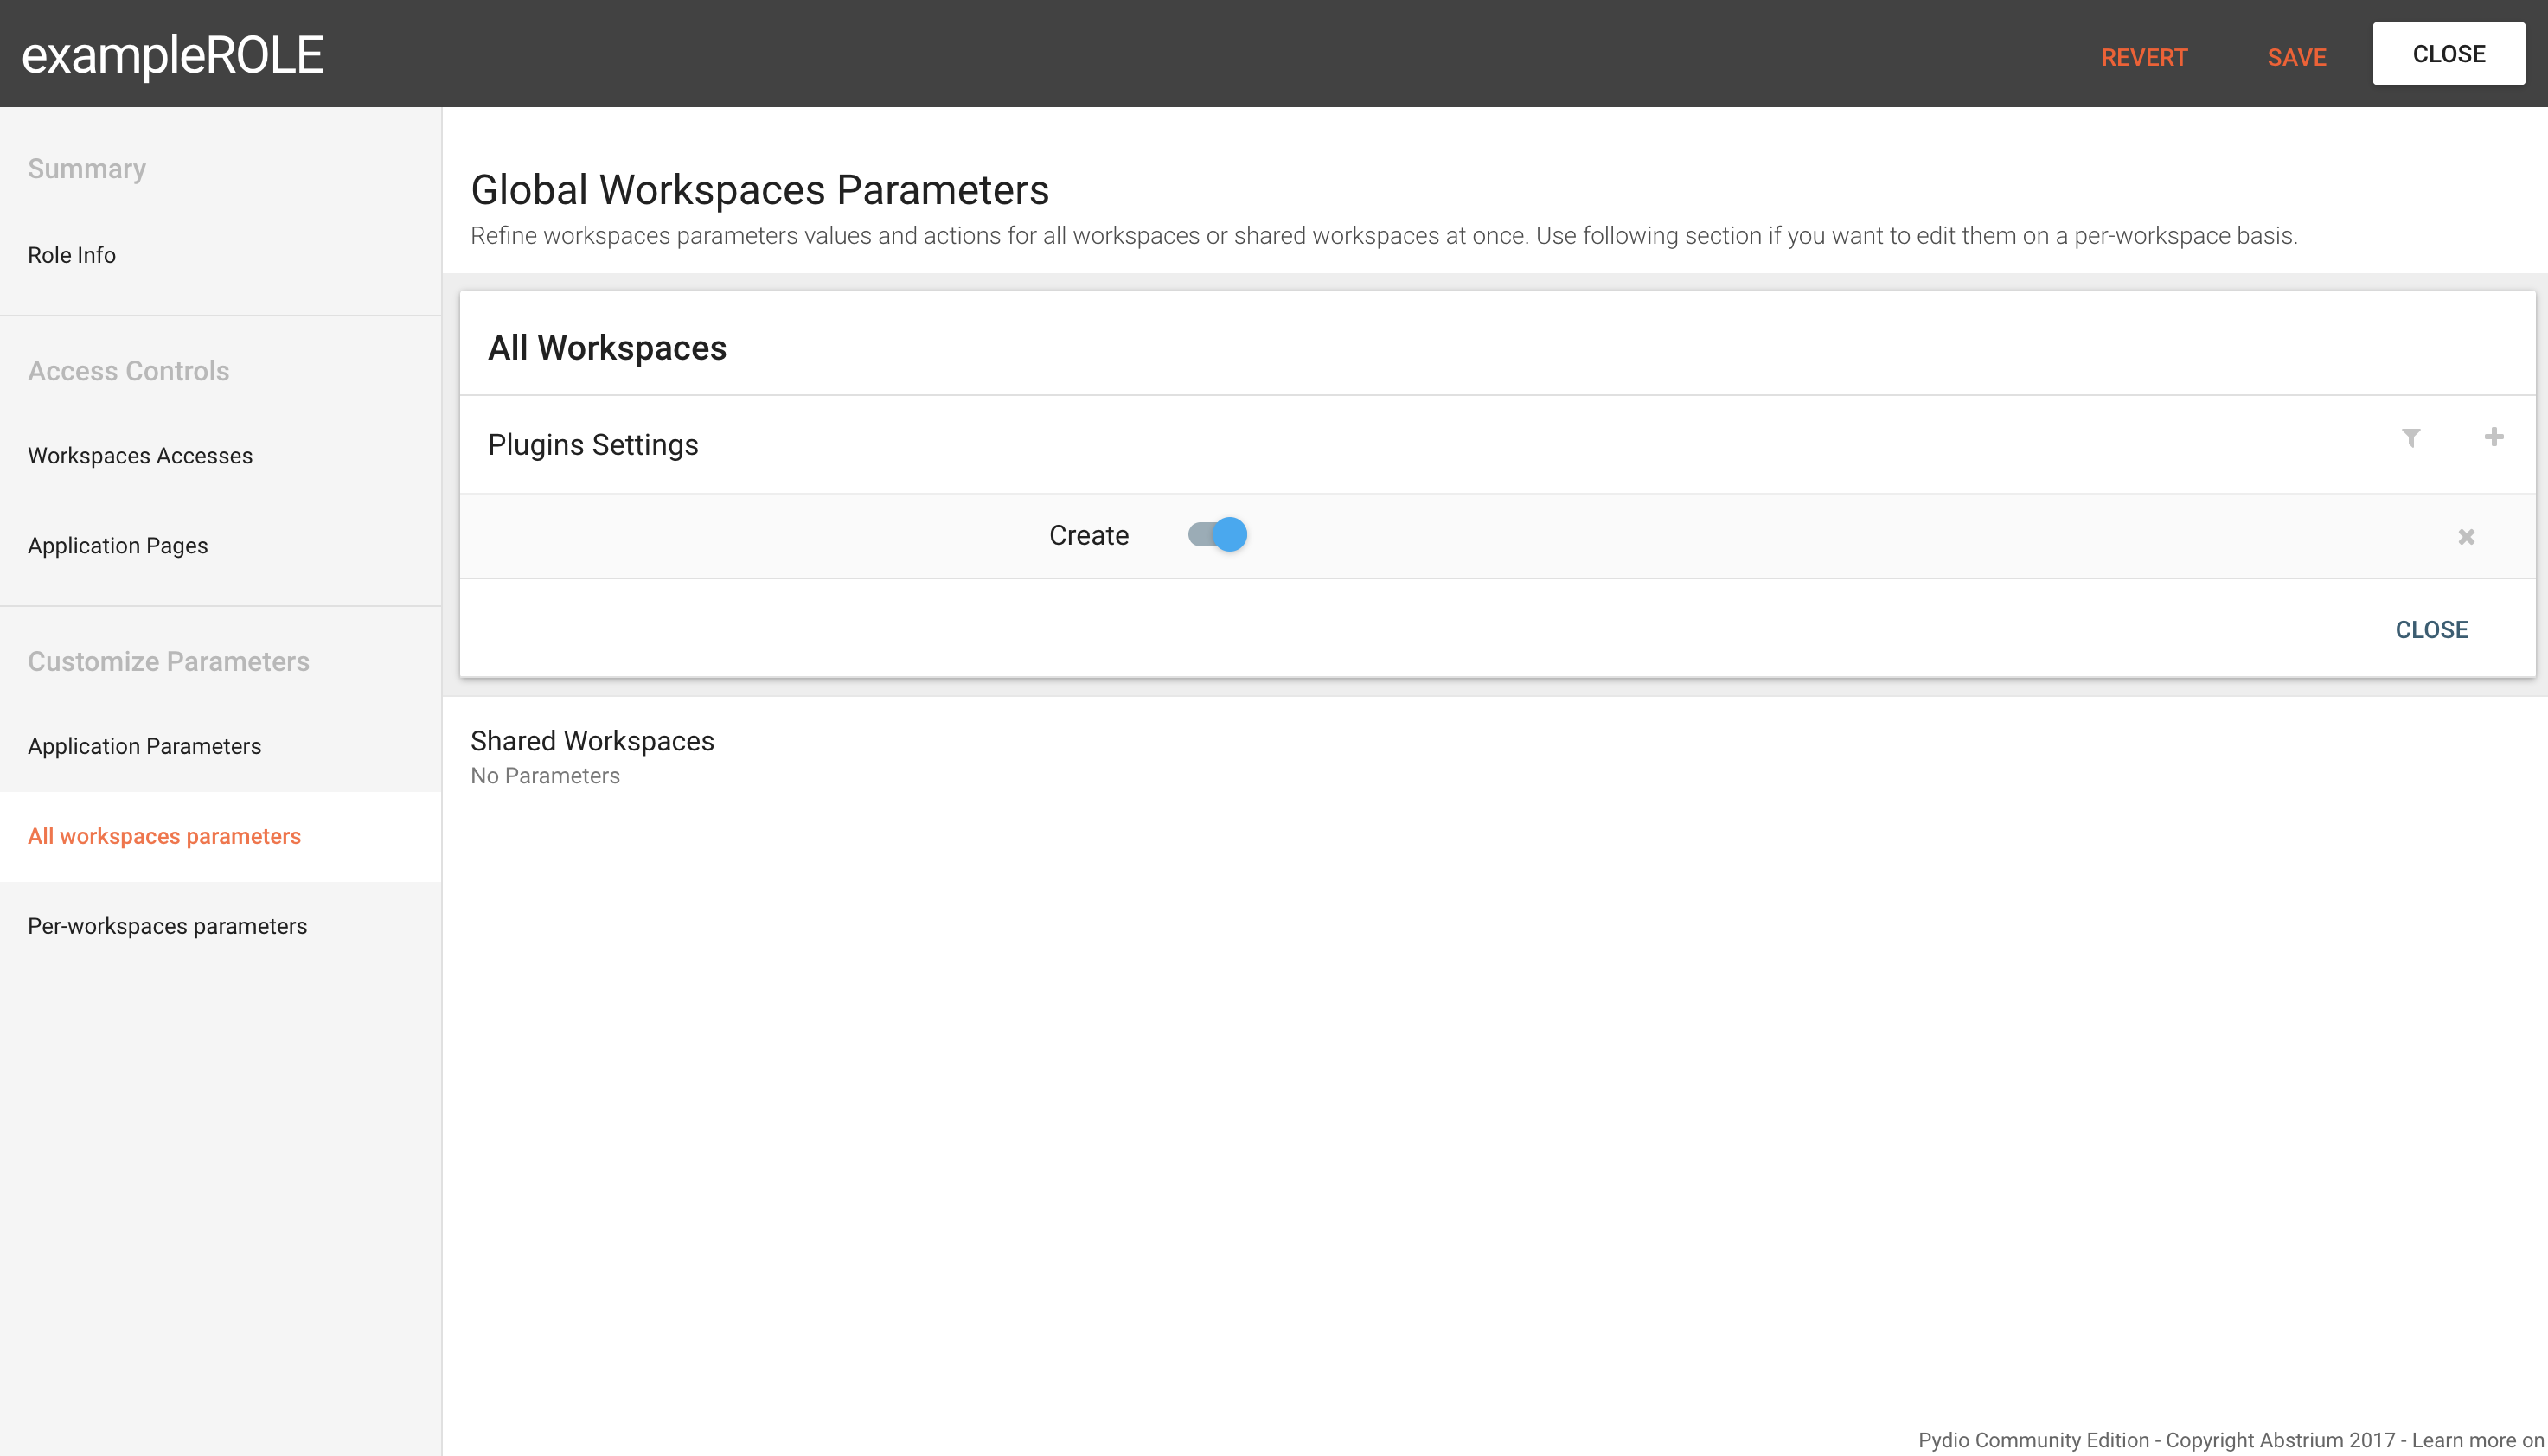 exampleROLE
REVERT
SAVE
CLOSE
Summary
Role Info
Access Controls
Workspaces Accesses
Application Pages
Customize Parameters
Application Parameters
All workspaces parameters
Per-workspaces parameters
Global Workspaces Parameters
Refine workspaces parameters values and actions for all workspaces or shared workspaces at once. Use following section if you want to edit them on a per-workspace basis.
All Workspaces
Plugins Settings
Create
CLOSE
Shared Workspaces
No Parameters
Pydio Community Edition - Copyright Abstrium 2017 - Learn more on